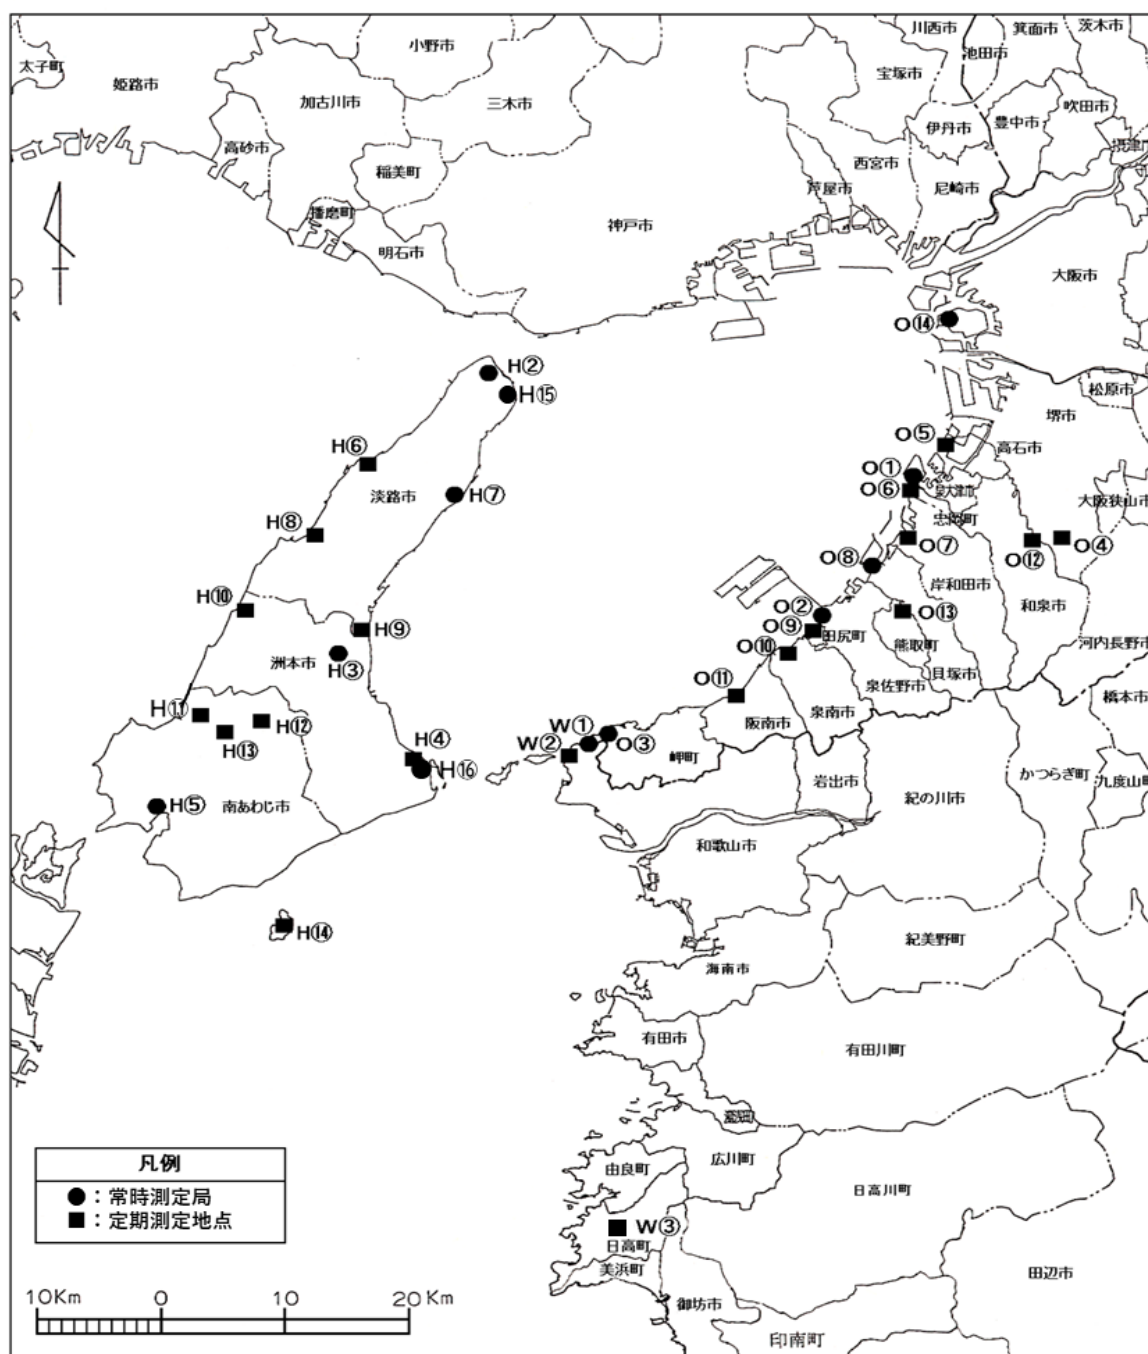 川西市
箕面市
茨木市
小野市
池田市
太子町
姫路市
宝塚市
加古川市
三木市
吹田市
豊中市
伊丹市
高砂市
摂津
西宮市
稲美町
芦屋市
尼崎市
播磨町
神戸市
明石市
大阪市
O⑭
H②
H⑮
松原市
堺市
O⑤
高石市
H⑥
O①
淡路市
H⑦
O⑥
泉大津市
大阪狭山市
忠岡町
H⑧
O⑦
O⑫
O④
O⑧
岸和田市
H⑩
O②
O⑬
和泉市
H⑨
O⑨
田尻町
熊取町
河内長野市
洲本市
H③
O⑩
貝塚市
泉佐野市
O⑪
橋本市
H⑪
H⑫
阪南市
泉南市
W①
H⑬
W②
O③
H④
岬町
H⑯
岩出市
かつらぎ町
九度山町
H⑤
南あわじ市
紀の川市
和歌山市
H⑭
紀美野町
海南市
有田市
有田川町
広川町
凡例
由良町
日高川町
●：常時測定局
■：定期測定地点
W③
日高町
美浜町
田辺市
御坊市
印南町
10Km 0 10 20Km